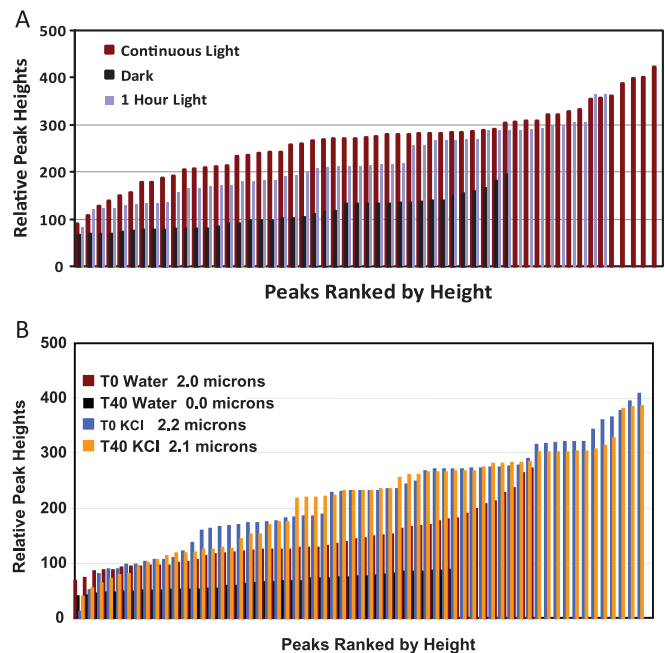 A
500
400
300
200
100
0
Relative Peak Heights
Continuous Light
Dark
1 Hour Light
Peaks Ranked by Height
B
500
400
300
200
100
0
Relative Peak Heights
T0 Water 2.0 microns
T40 Water 0.0 microns
T0 KCl 2.2 microns
T40 KCl 2.1 microns
Peaks Ranked by Height